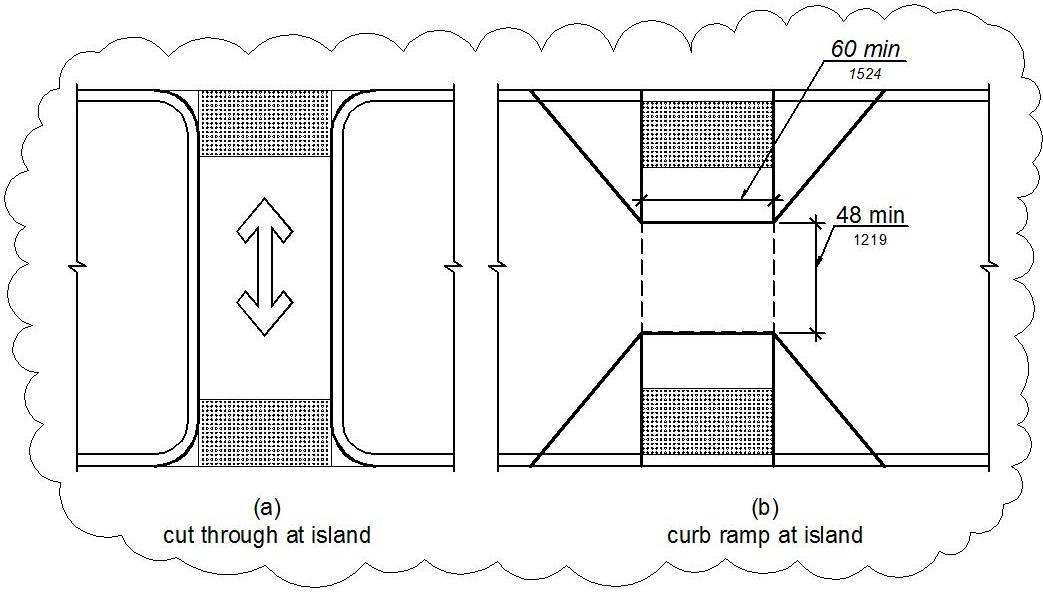 60 min
1524
48 min
1219
(a)
cut through at island
(b)
curb ramp at island